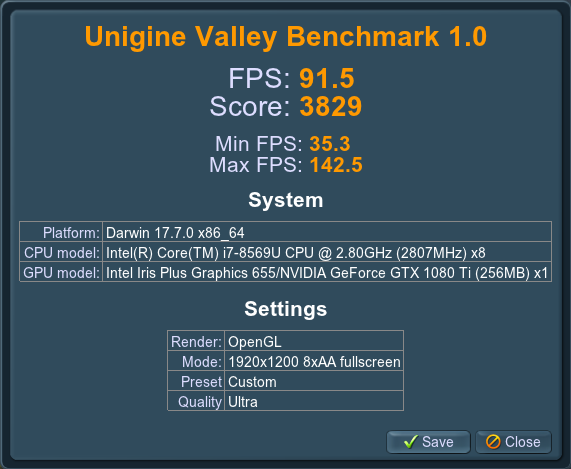 Unigine Valley Benchmark 1.0
FPS: 91.5
Score: 3829
Min FPS: 35.3
Max FPS: 142.5
System
Platform: Darwin 17.7.0 x86_64
CPU model: Intel(R) Core(TM) i7-8569U CPU @ 2.80GHz (2807MHz) x8
GPU model: Intel Iris Plus Graphics 655/NVIDIA GeForce GTX 1080 Ti (256MB) x1
Settings
Render: OpenGL
Mode: 1920x1200 8xAA fullscreen
Preset Custom
Quality Ultra
Save Close